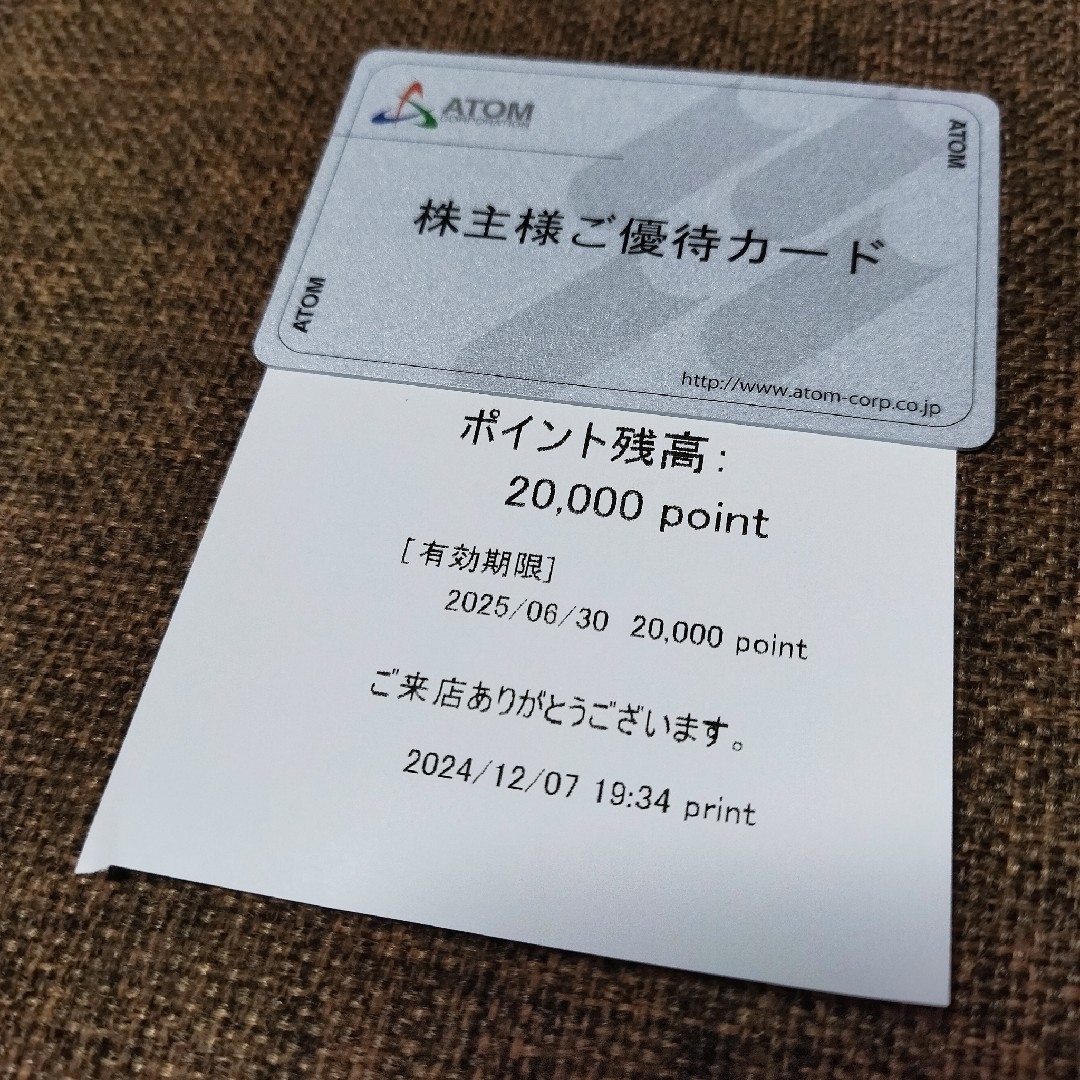 ATOM
CORPORATION
ATOM
株主様ご優待カード
ATOM
http://www.atom-corp.co.jp
ポイント残高:
20,000 point
[有効期限]
2025/06/30 20,000 point
ご来店ありがとうございます。
2024/12/07 19:34 print